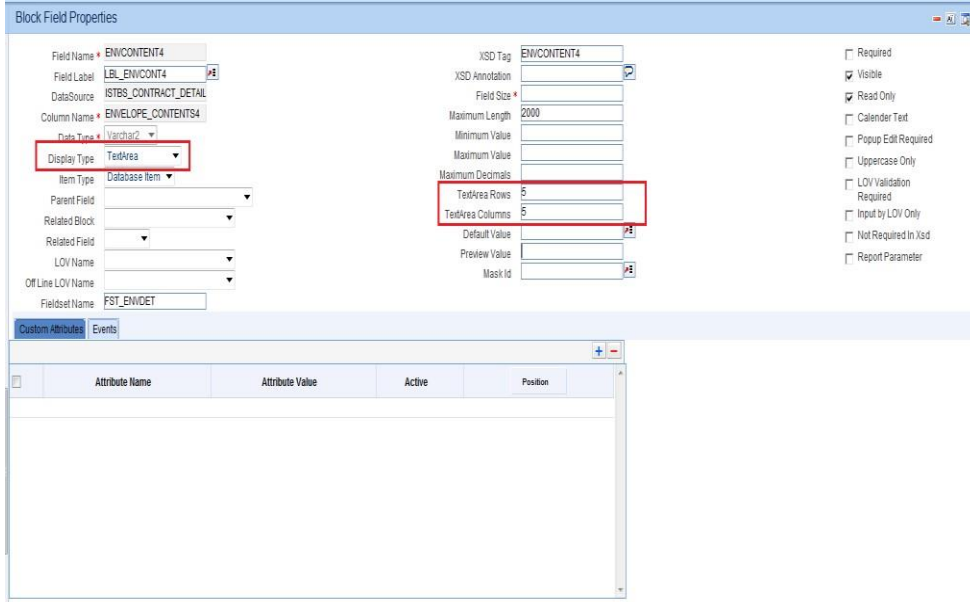 Block Field Properties
Field Name * ENVCONTENT4
Field Label LBL_ENVCONT4
DataSource ISTBS_CONTRACT_DETAIL
Column Name * ENVELOPE_CONTENTS4
Data Type * Varchar2
Display Type TextArea
Item Type Database Item
Parent Field
Related Block
Related Field
LOV Name
Off Line LOV Name
Fieldset Name FST_ENVDET
XSD Tag ENVCONTENT4
XSD Annotation
Field Size *
Maximum Length 2000
Minimum Value
Maximum Value
Maximum Decimals
TextArea Rows 5
TextArea Columns 5
Default Value
Preview Value
Mask Id
Required
Visible
Read Only
Calender Text
Popup Edit Required
Uppercase Only
LOV Validation
Required
Input by LOV Only
Not Required In Xsd
Report Parameter
Custom Attributes Events
Attribute Name Attribute Value Active Position